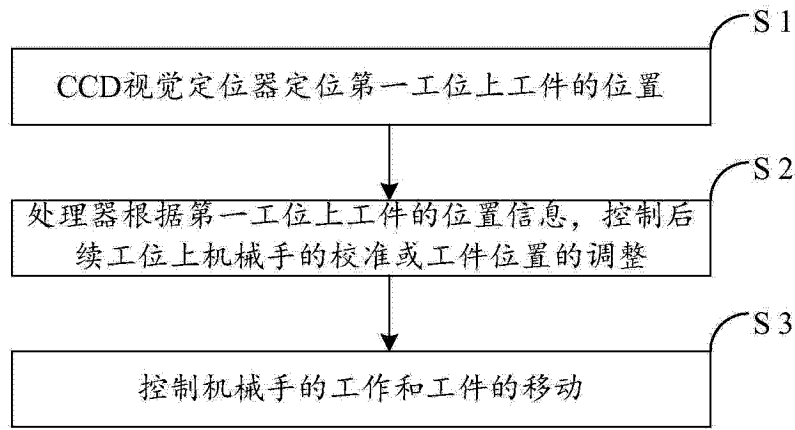 S 1
CCD视觉定位器定位第一工位上工件的位置
S 2
处理器根据第一工位上工件的位置信息，控制后
续工位上机械手的校准或工件位置的调整
S 3
控制机械手的工作和工件的移动